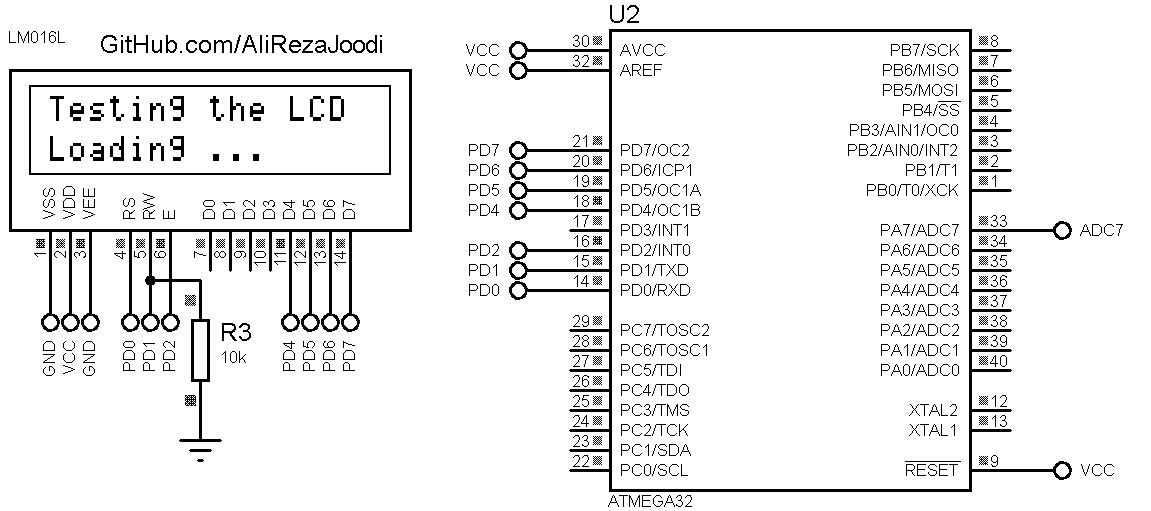 LM016L
GitHub.com/AliRezaJoodi
Testing the LCD
Loading ...
VSS VDD VEE RS RW E D0 D1 D2 D3 D4 D5 D6 D7
1 2 3 4 5 6 7 8 9 10 11 12 13 14
GND VCC GND PD0 PD1 PD2 PD4 PD5 PD6 PD7
R3
10k
U2
VCC 30 AVCC
VCC 32 AREF
PD7 21 PD7/OC2
PD6 20 PD6/ICP1
PD5 19 PD5/OC1A
PD4 18 PD4/OC1B
17 PD3/INT1
PD2 16 PD2/INT0
PD1 15 PD1/TXD
PD0 14 PD0/RXD
29 PC7/TOSC2
28 PC6/TOSC1
27 PC5/TDI
26 PC4/TDO
25 PC3/TMS
24 PC2/TCK
23 PC1/SDA
22 PC0/SCL
PB7/SCK 8
PB6/MISO 7
PB5/MOSI 6
PB4/SS 5
PB3/AIN1/OC0 4
PB2/AIN0/INT2 3
PB1/T1 2
PB0/T0/XCK 1
PA7/ADC7 33 ADC7
PA6/ADC6 34
PA5/ADC5 35
PA4/ADC4 36
PA3/ADC3 37
PA2/ADC2 38
PA1/ADC1 39
PA0/ADC0 40
XTAL2 12
XTAL1 13
RESET 9 VCC
ATMEGA32